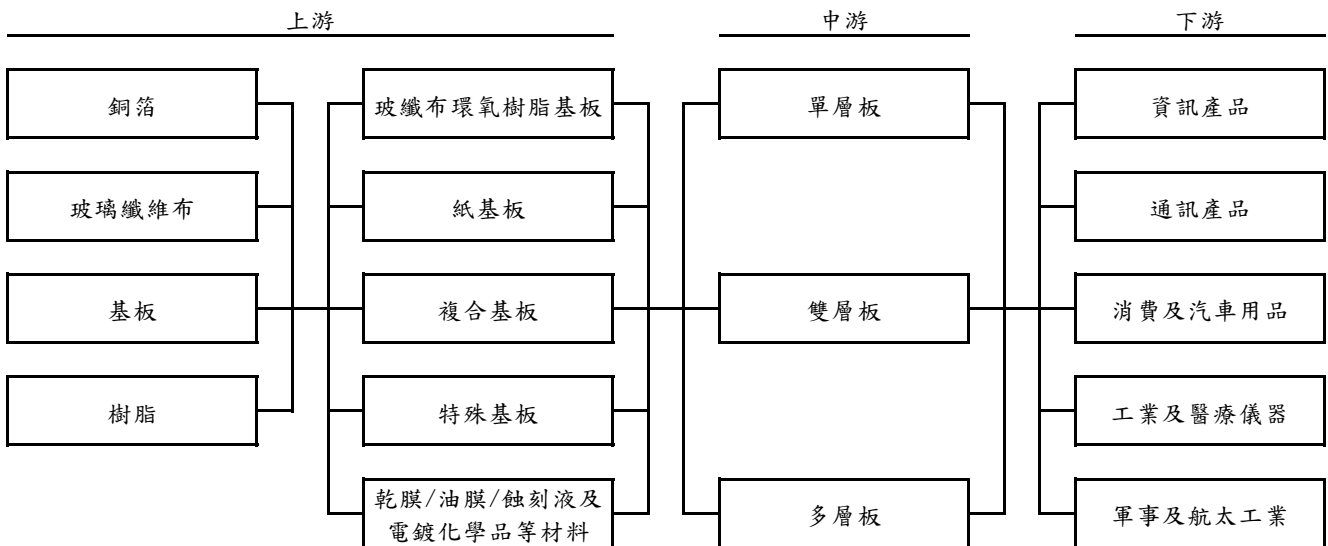 上游
中游
下游
銅箔
玻璃纖維布
基板
樹脂
玻纖布環氧樹脂基板
紙基板
複合基板
特殊基板
乾膜/油膜/蝕刻液及
電鍍化學品等材料
單層板
雙層板
多層板
資訊產品
通訊產品
消費及汽車用品
工業及醫療儀器
軍事及航太工業